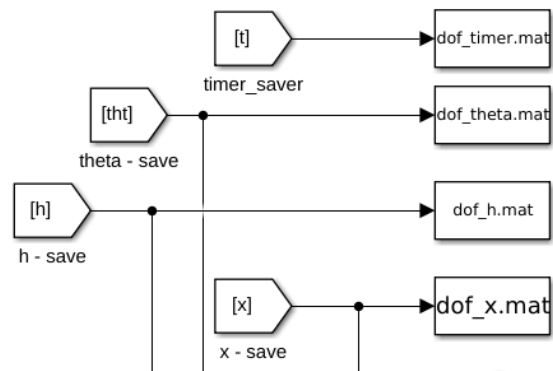 [t]
dof_timer.mat
timer_saver
[tht]
dof_theta.mat
theta - save
[h]
dof_h.mat
h - save
[x]
dof_x.mat
x - save